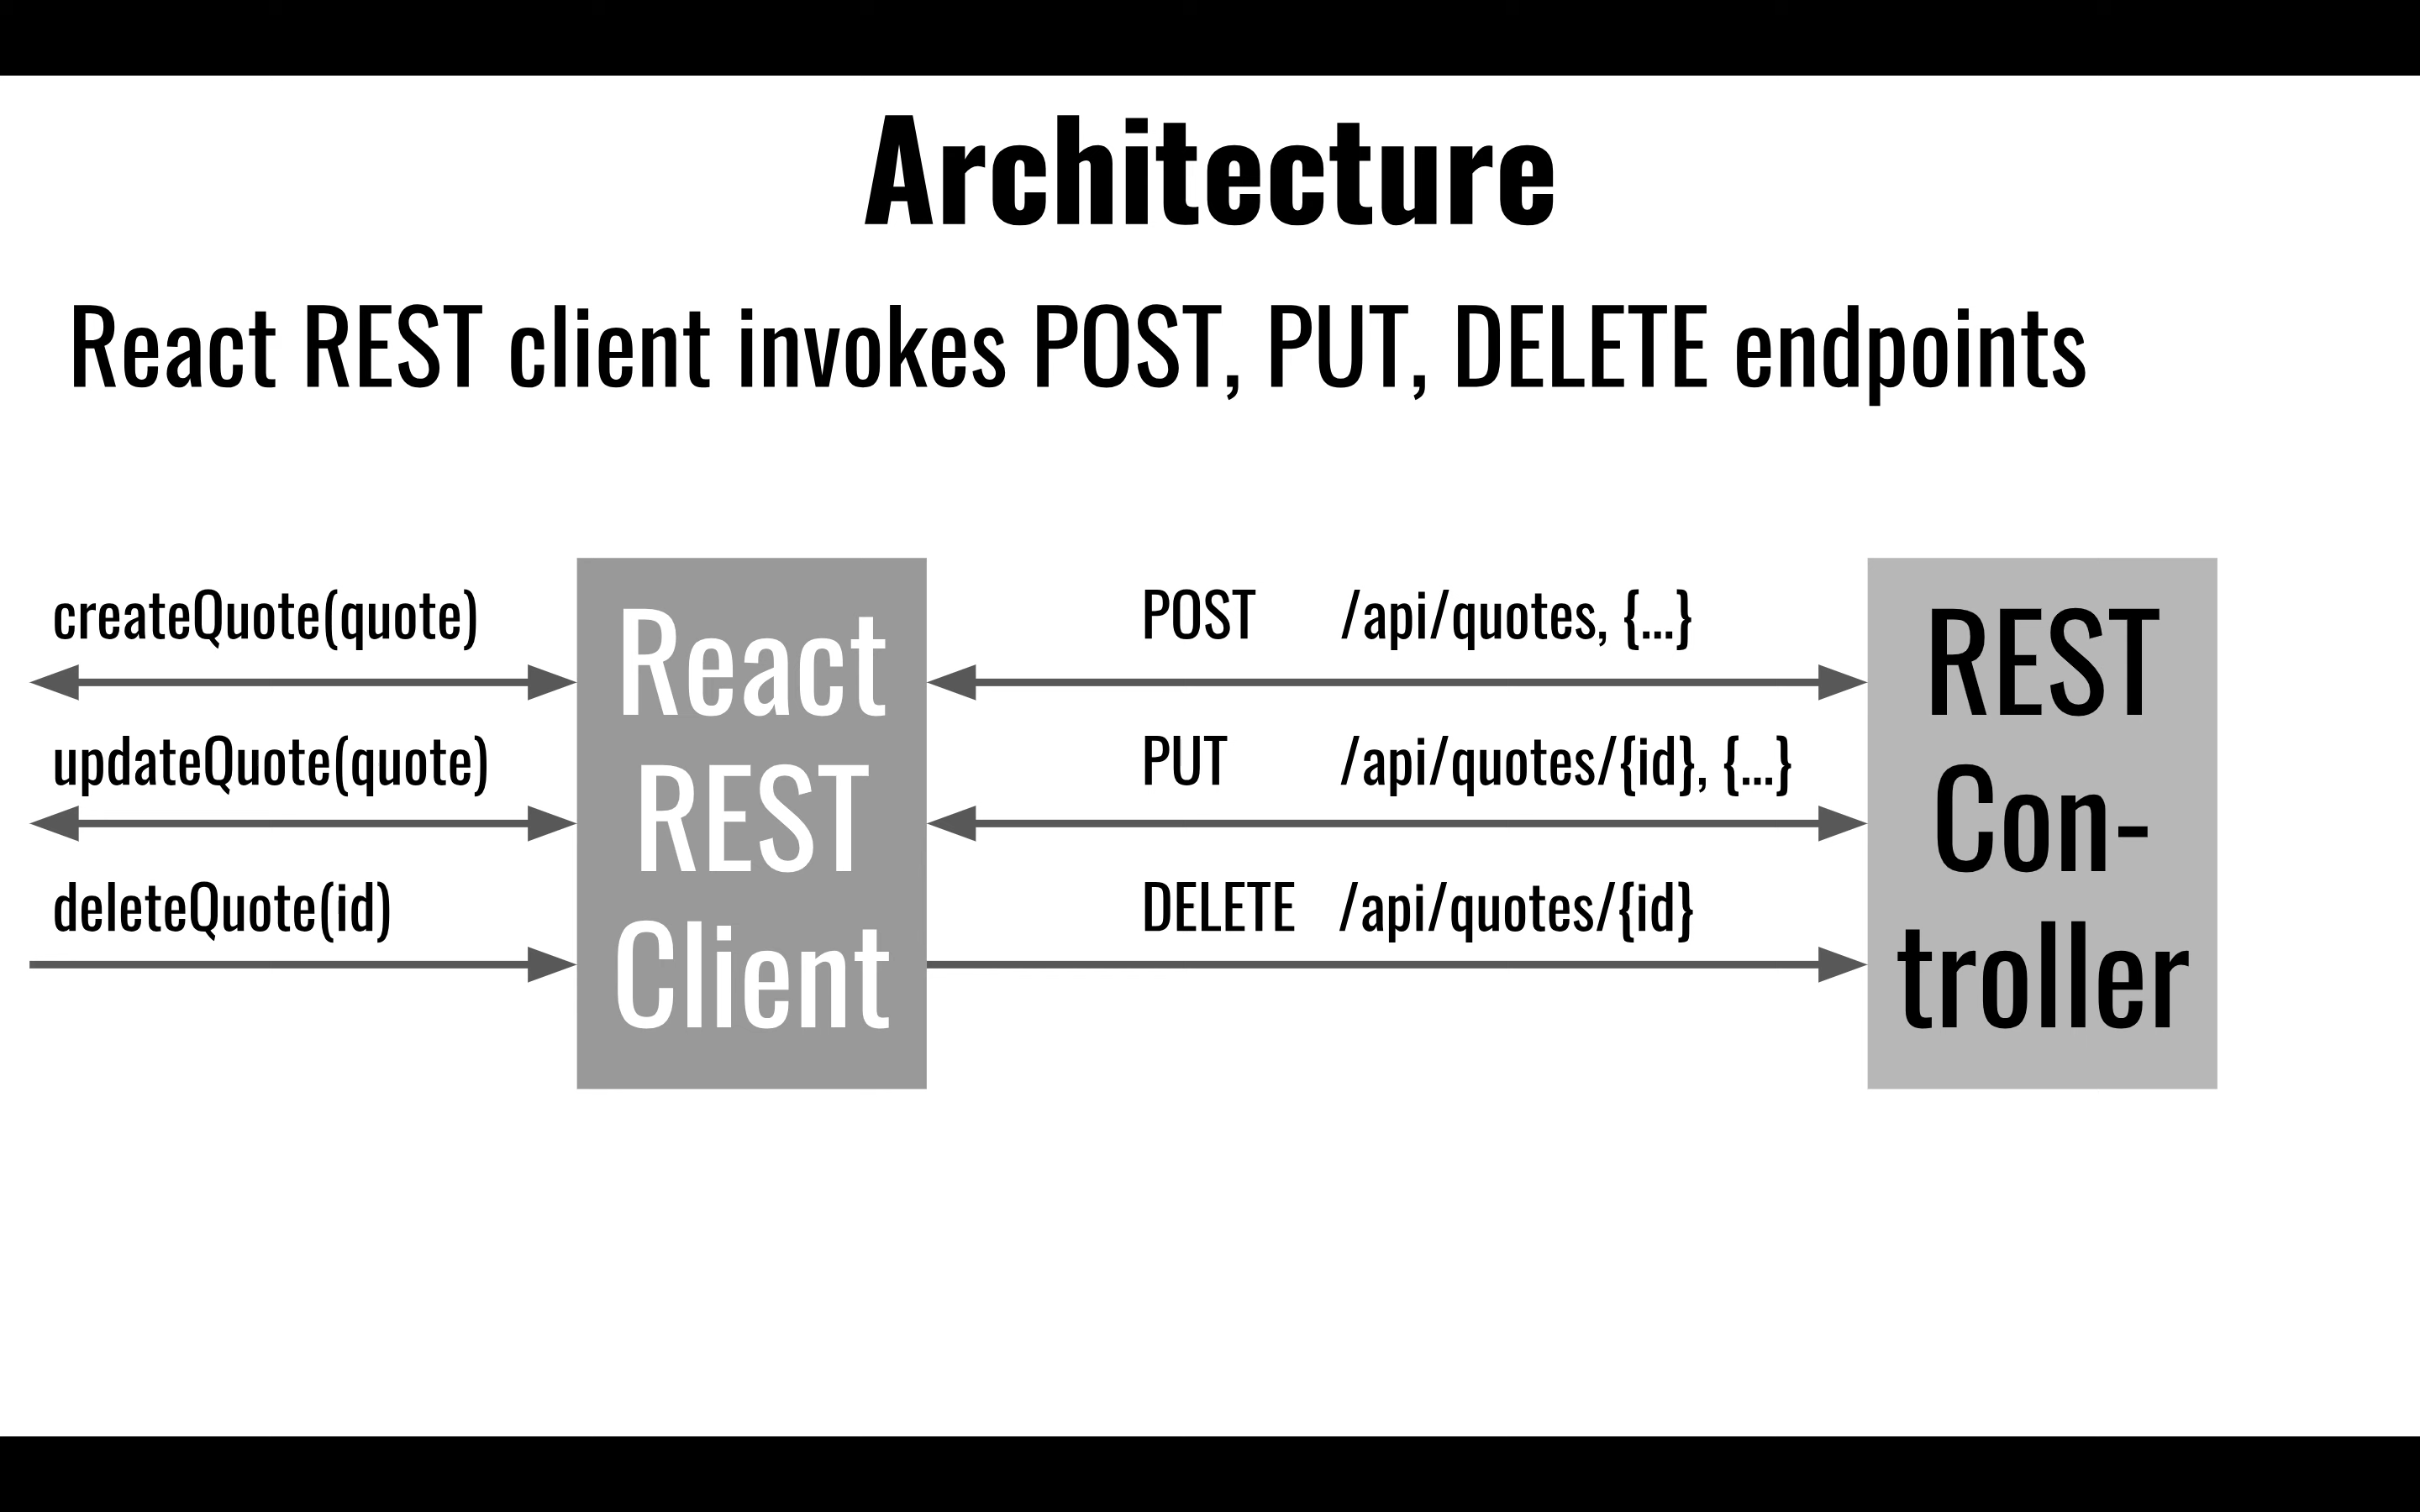 Architecture
React REST client invokes POST, PUT, DELETE endpoints
createQuote(quote)
updateQuote(quote)
deleteQuote(id)
React
REST
Client
POST /api/quotes, {...}
PUT /api/quotes/{id}, {...}
DELETE /api/quotes/{id}
REST
Con-
troller